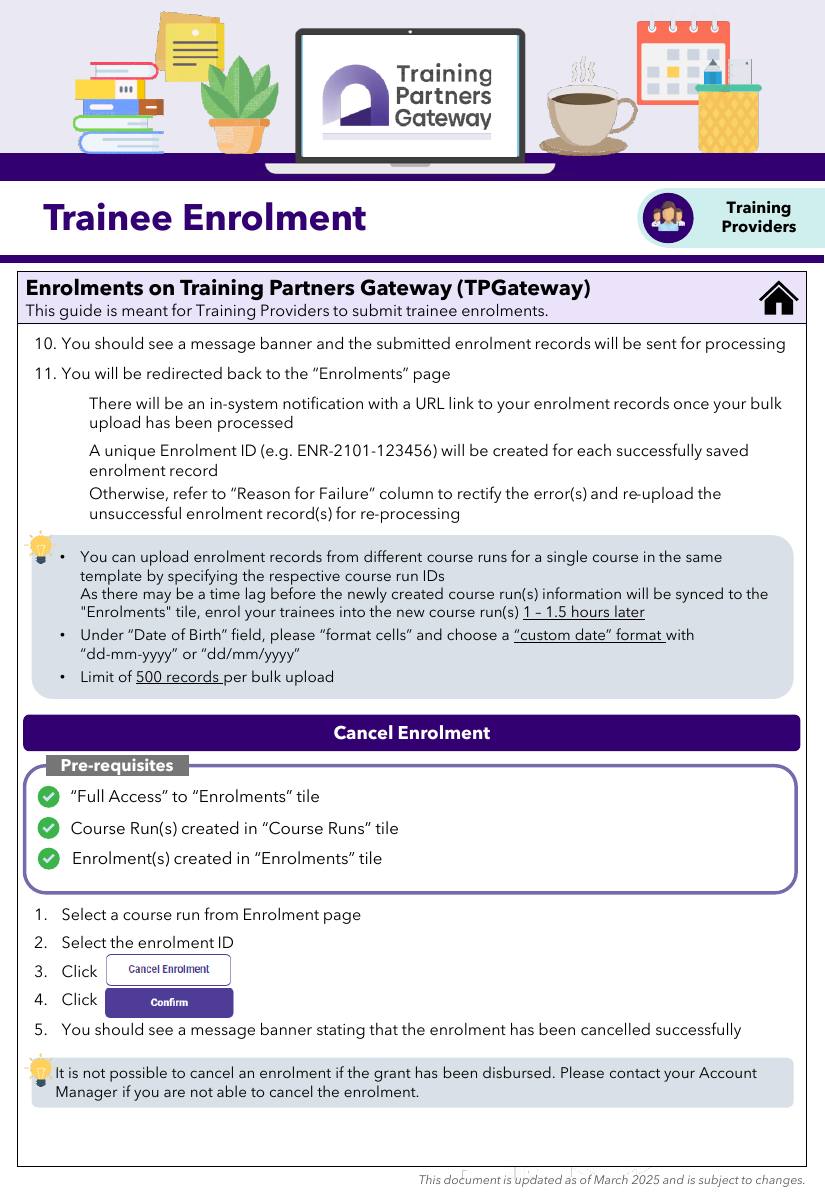 Training
Partners
Gateway
Trainee Enrolment
Training
Providers
Enrolments on Training Partners Gateway (TPGateway)
This guide is meant for Training Providers to submit trainee enrolments.
10. You should see a message banner and the submitted enrolment records will be sent for processing
11. You will be redirected back to the “Enrolments” page
There will be an in-system notification with a URL link to your enrolment records once your bulk
upload has been processed
A unique Enrolment ID (e.g. ENR-2101-123456) will be created for each successfully saved
enrolment record
Otherwise, refer to “Reason for Failure” column to rectify the error(s) and re-upload the
unsuccessful enrolment record(s) for re-processing
• You can upload enrolment records from different course runs for a single course in the same
template by specifying the respective course run IDs
As there may be a time lag before the newly created course run(s) information will be synced to the
"Enrolments" tile, enrol your trainees into the new course run(s) 1 – 1.5 hours later
• Under “Date of Birth” field, please “format cells” and choose a “custom date” format with
“dd-mm-yyyy” or “dd/mm/yyyy”
• Limit of 500 records per bulk upload
Cancel Enrolment
Pre-requisites
“Full Access” to “Enrolments” tile
Course Run(s) created in “Course Runs” tile
Enrolment(s) created in “Enrolments” tile
1. Select a course run from Enrolment page
2. Select the enrolment ID
3. Click Cancel Enrolment
4. Click Confirm
5. You should see a message banner stating that the enrolment has been cancelled successfully
It is not possible to cancel an enrolment if the grant has been disbursed. Please contact your Account
Manager if you are not able to cancel the enrolment.
This document is updated as of March 2025 and is subject to changes.